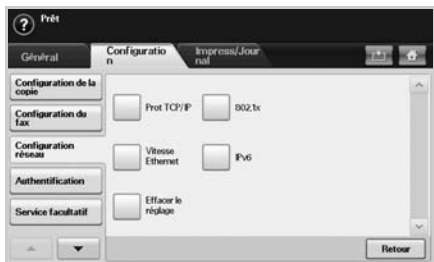 Prêt
Général
Configuratio
n
Impress/Jour
nal
Configuration de la
copie
Configuration du
fax
Configuration
réseau
Authentification
Service facultatif
Prot TCP/IP
802.1x
Vitesse
Ethernet
IPv6
Effacer le
réglage
Retour